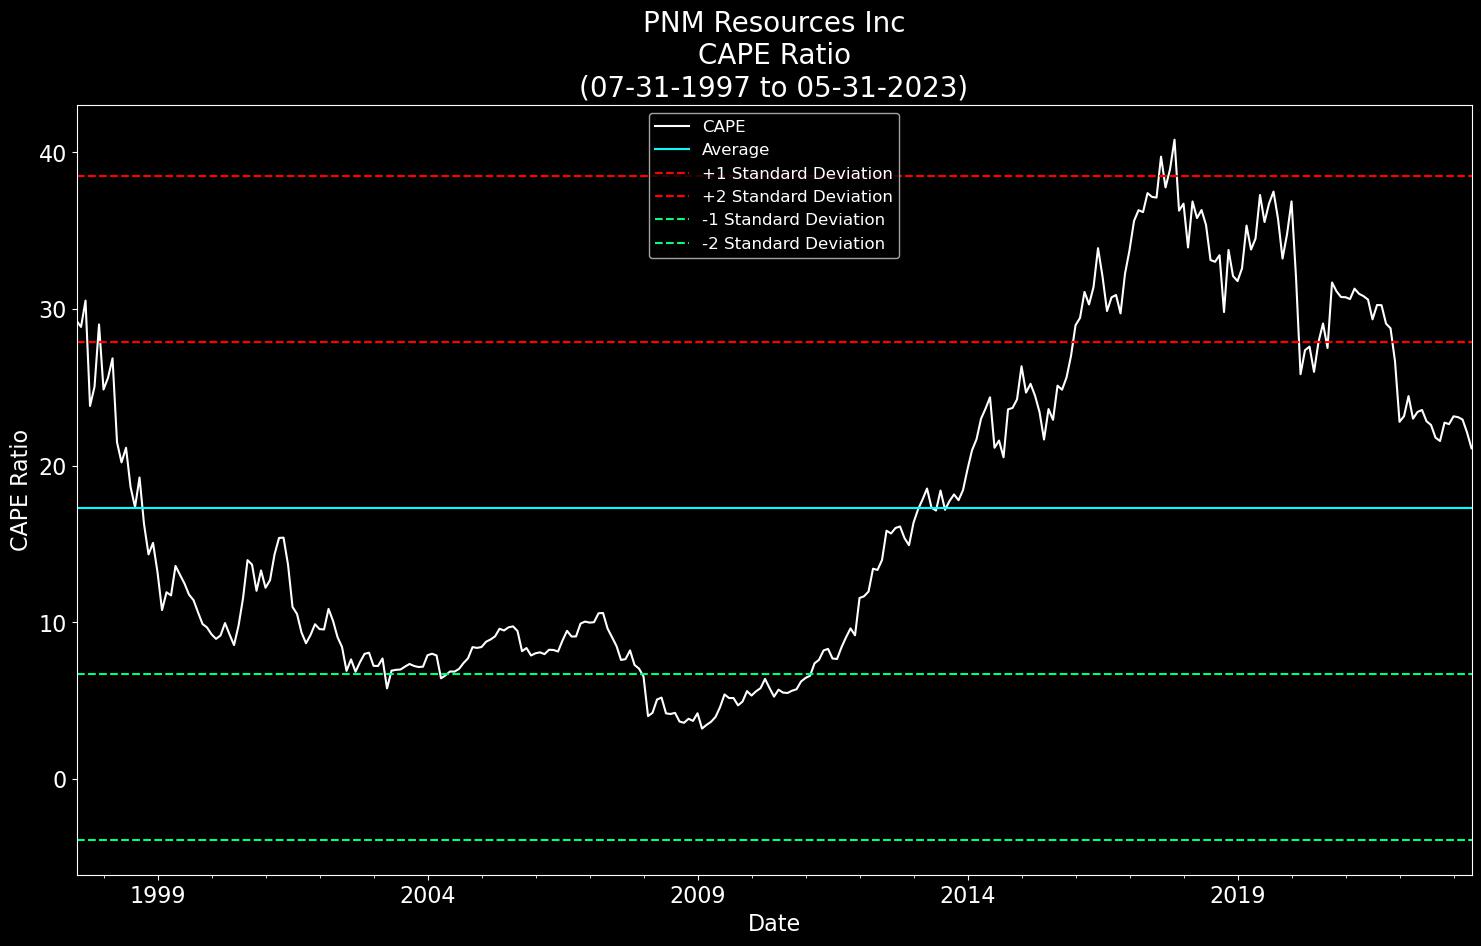 PNM Resources Inc
CAPE Ratio
(07-31-1997 to 05-31-2023)
CAPE
Average
+1 Standard Deviation
+2 Standard Deviation
-1 Standard Deviation
-2 Standard Deviation
40
30
20
10
0
CAPE Ratio
1999
2004
2009
2014
2019
Date